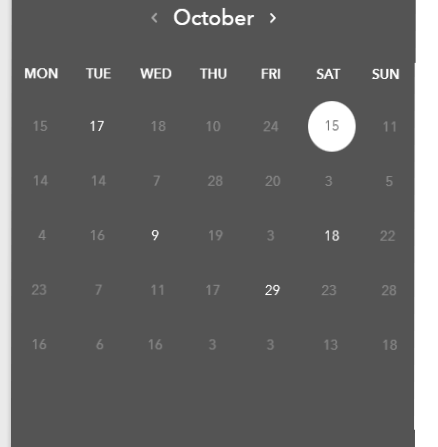 ‹ October ›
MON TUE WED THU FRI SAT SUN
15 17 18 10 24 15 11
14 14 7 28 20 3 5
4 16 9 19 3 18 22
23 7 11 17 29 23 28
16 6 16 3 3 13 18